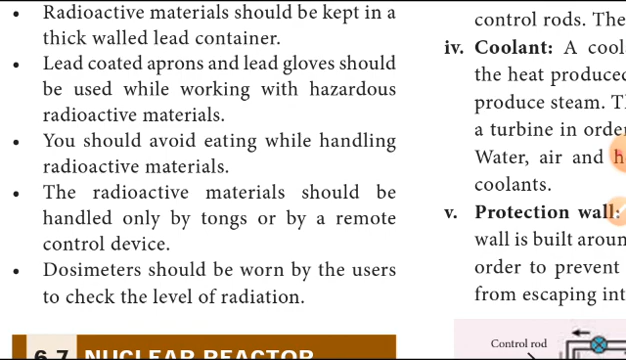 • Radioactive materials should be kept in a
thick walled lead container.
• Lead coated aprons and lead gloves should
be used while working with hazardous
radioactive materials.
• You should avoid eating while handling
radioactive materials.
• The radioactive materials should be
handled only by tongs or by a remote
control device.
• Dosimeters should be worn by the users
to check the level of radiation.
6.7 NUCLEAR REACTOR
control rods. The
iv. Coolant: A cool
the heat produced
produce steam.
a turbine in order
Water, air and
coolants.
v. Protection wall:
wall is built aroun
order to prevent
from escaping int
Control rod